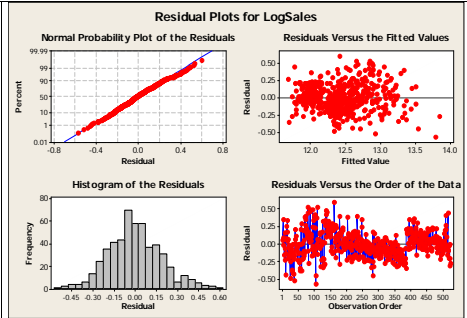 Residual Plots for LogSales
Normal Probability Plot of the Residuals
99.99
99
90
50
10
1
0.01
-0.8 -0.4 0.0 0.4 0.8
Percent
Residual
Residuals Versus the Fitted Values
0.50
0.25
0.00
-0.25
-0.50
12.0 12.5 13.0 13.5 14.0
Residual
Fitted Value
Histogram of the Residuals
80
60
40
20
0
-0.45 -0.30 -0.15 0.00 0.15 0.30 0.45 0.60
Frequency
Residual
Residuals Versus the Order of the Data
0.50
0.25
0.00
-0.25
-0.50
1 50 100 150 200 250 300 350 400 450 500
Residual
Observation Order